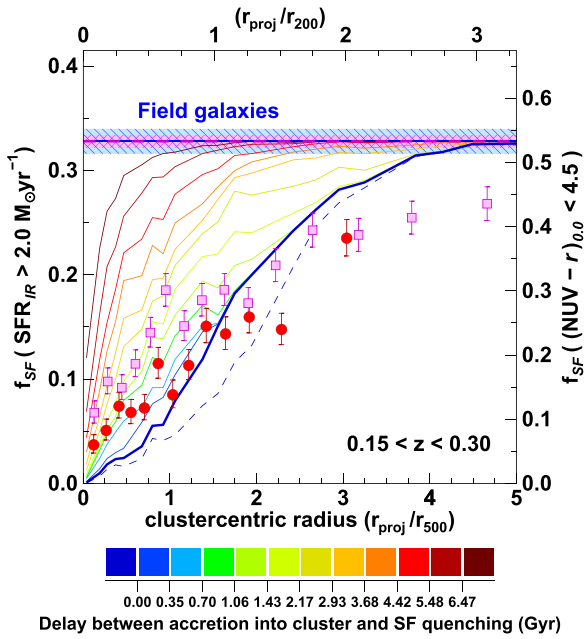 (r_proj/r_200)
0 1 2 3
0.4
0.3
0.2
0.1
0.0
f_SF ( SFR_IR > 2.0 M_⊙yr^−1)
Field galaxies
0.15 < z < 0.30
0.6
0.5
0.4
0.3
0.2
0.1
0.0
f_SF ( (NUV − r )_0.0 < 4.5 )
0 1 2 3 4 5
clustercentric radius (r_proj/r_500)
0.00 0.35 0.70 1.06 1.43 2.17 2.93 3.68 4.42 5.48 6.47
Delay between accretion into cluster and SF quenching (Gyr)